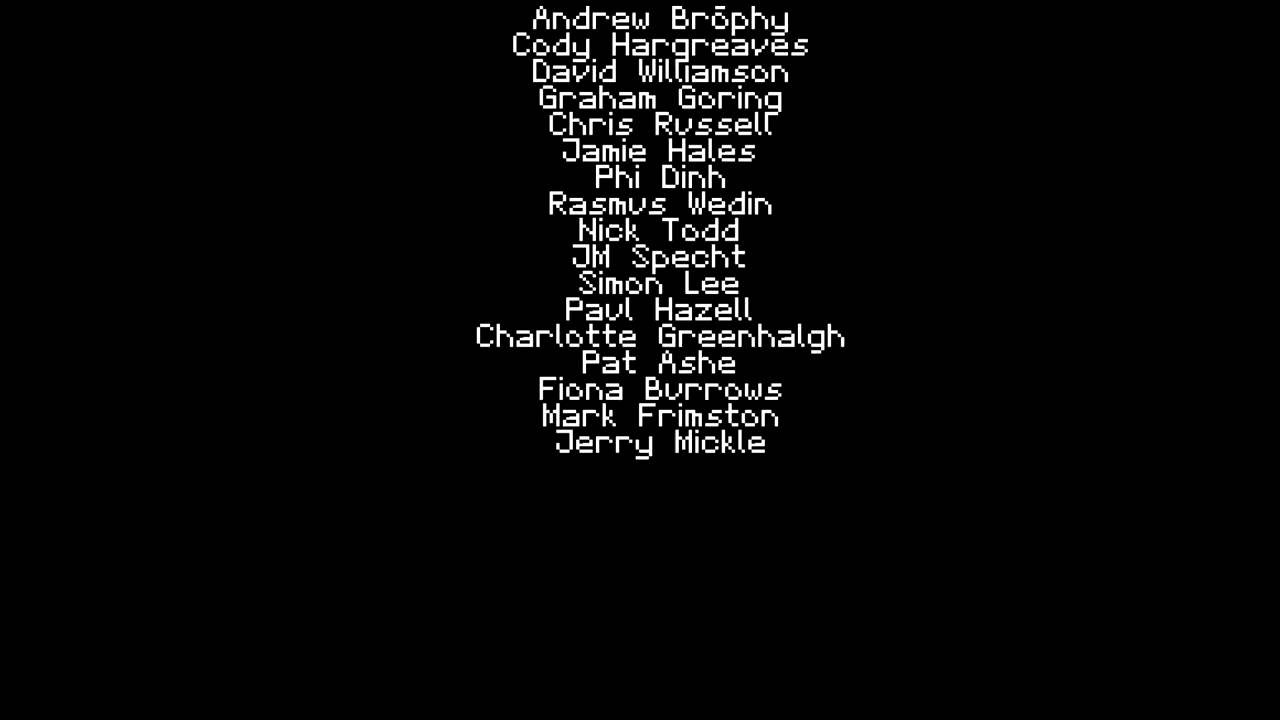 Andrew Brophy
Cody Hargreaves
David Williamson
Graham Goring
Chris Russell
Jamie Hales
Phi Dinh
Rasmus Wedin
Nick Todd
JM Specht
Simon Lee
Paul Hazell
Charlotte Greenhalgh
Pat Ashe
Fiona Burrows
Mark Frimston
Jerry Mickle